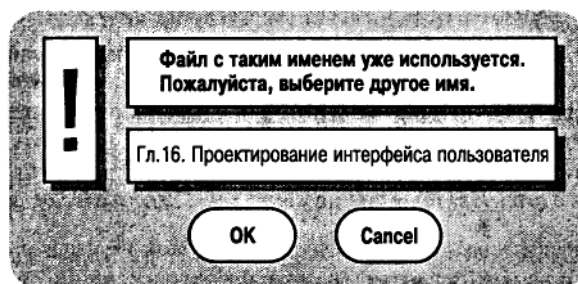 !
Файл с таким именем уже используется.
Пожалуйста, выберите другое имя.
Гл.16. Проектирование интерфейса пользователя
OK
Cancel